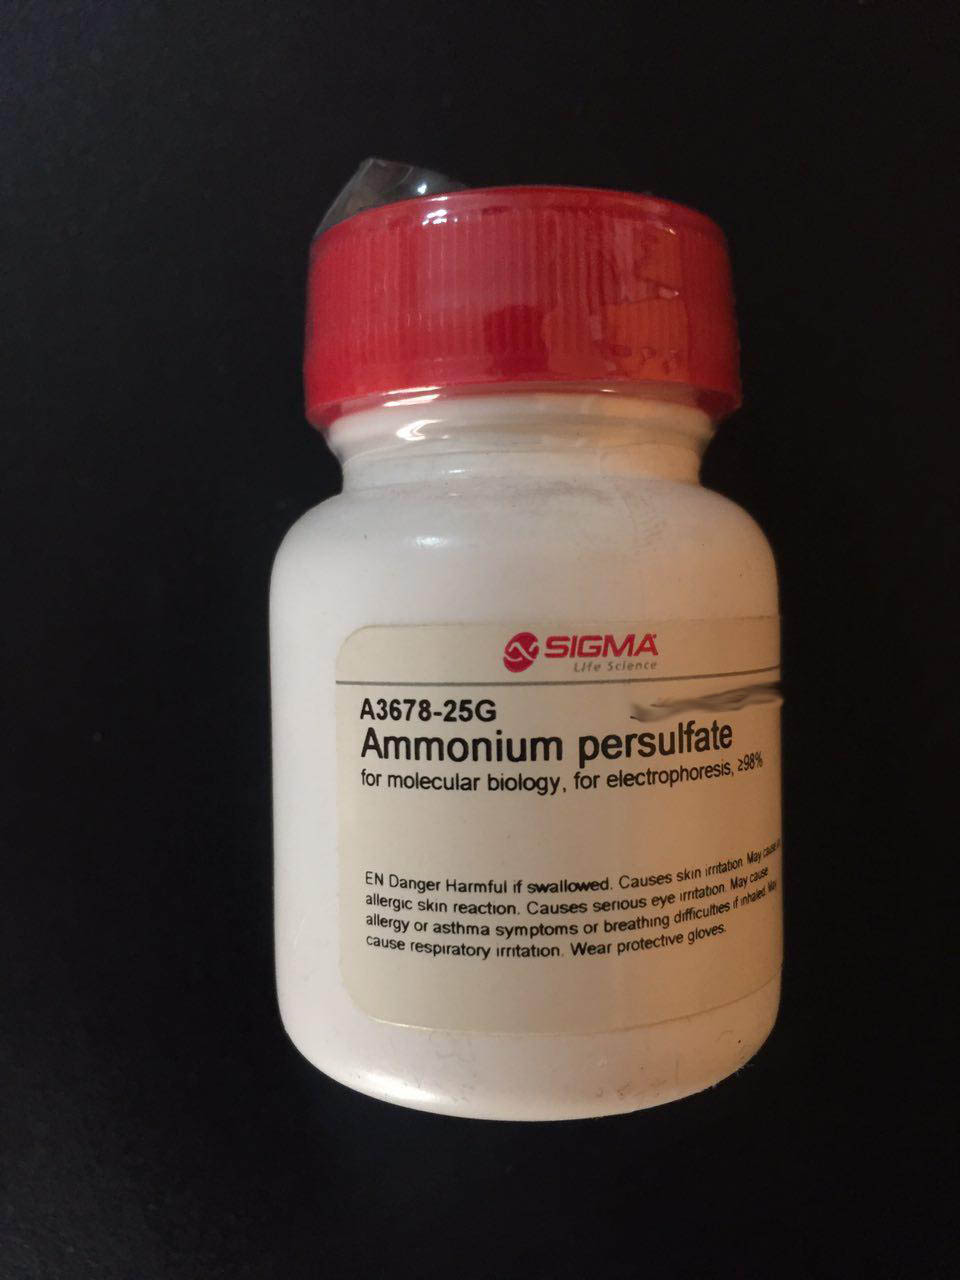 SIGMA
Life Science
A3678-25G
Ammonium persulfate
for molecular biology, for electrophoresis, ≥98%
EN Danger Harmful if swallowed. Causes skin irritation. May cause an
allergic skin reaction. Causes serious eye irritation. May cause
allergy or asthma symptoms or breathing difficulties if inhaled. May
cause respiratory irritation. Wear protective gloves.